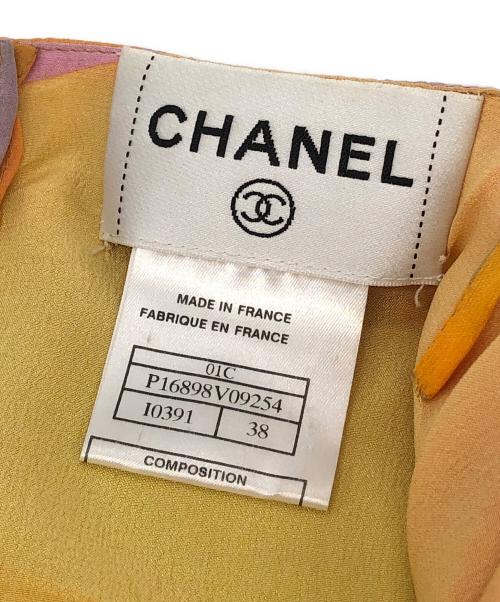 CHANEL
MADE IN FRANCE
FABRIQUE EN FRANCE
01C
P16898V09254
I0391 38
COMPOSITION